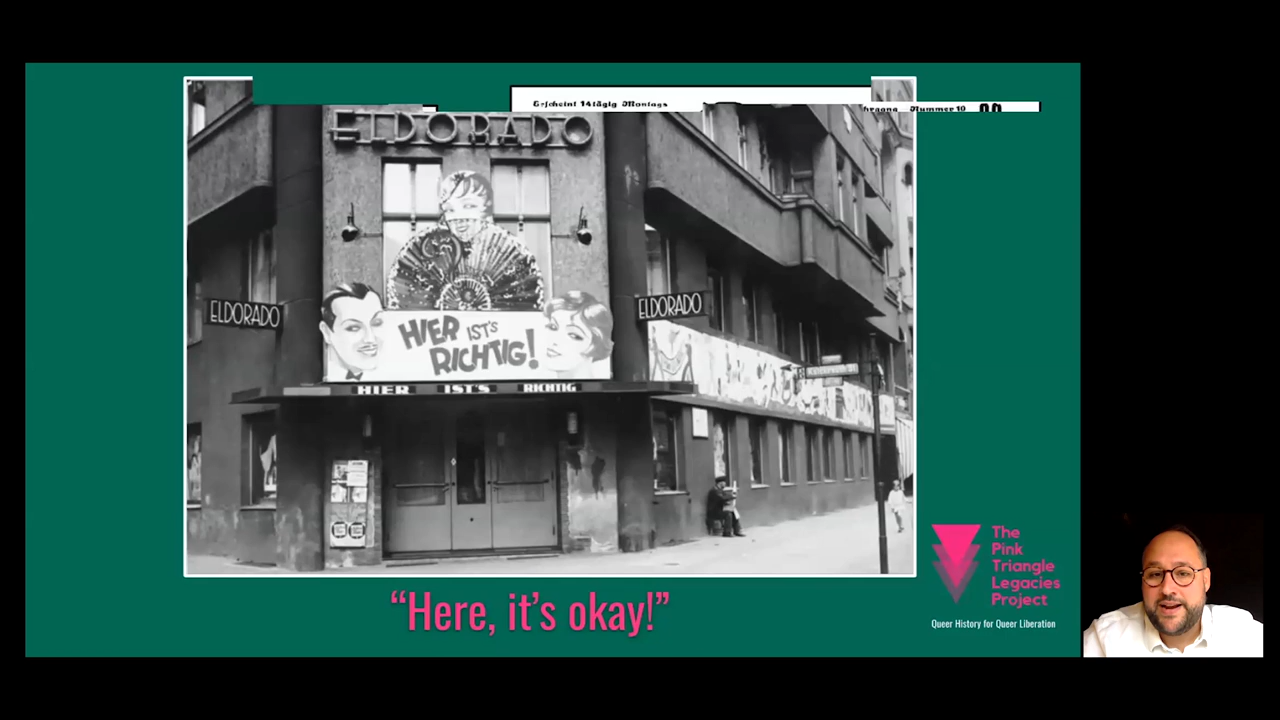 Erscheint 14tägig Montags
Nummer 19
ELDORADO
ELDORADO
ELDORADO
HIER IST'S
RICHTIG!
HIER IST'S RICHTIG
"Here, it's okay!"
The
Pink
Triangle
Legacies
Project
Queer History for Queer Liberation